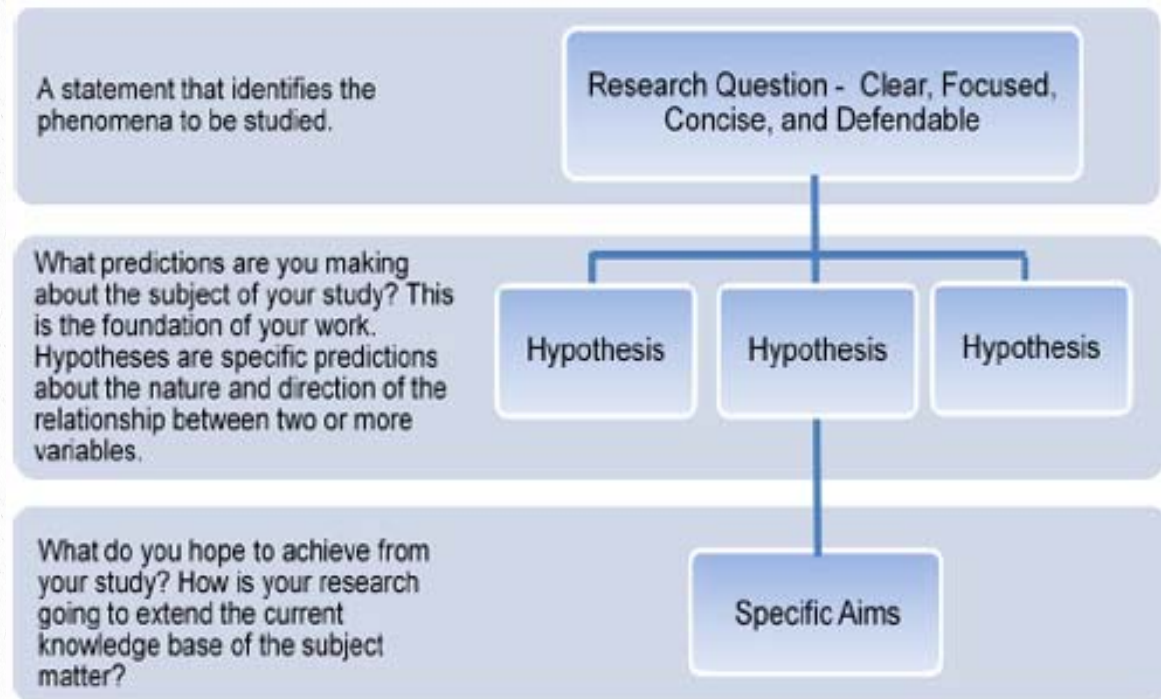 A statement that identifies the
phenomena to be studied.
Research Question - Clear, Focused,
Concise, and Defendable
What predictions are you making
about the subject of your study? This
is the foundation of your work.
Hypotheses are specific predictions
about the nature and direction of the
relationship between two or more
variables.
Hypothesis
Hypothesis
Hypothesis
What do you hope to achieve from
your study? How is your research
going to extend the current
knowledge base of the subject
matter?
Specific Aims